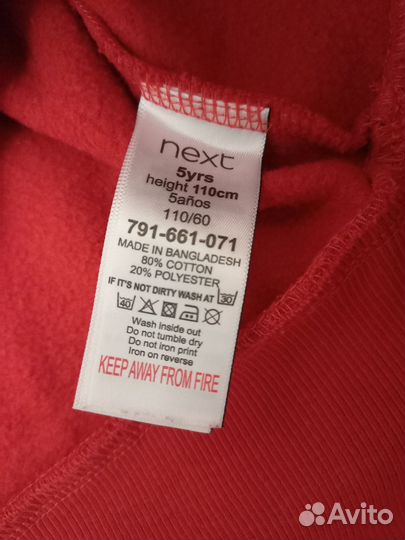 next
5yrs
height 110cm
5años
110/60
791-661-071
MADE IN BANGLADESH
80% COTTON
20% POLYESTER
IF IT'S NOT DIRTY WASH AT 30
40
Wash inside out
Do not tumble dry
Do not iron print
Iron on reverse
KEEP AWAY FROM FIRE
Avito